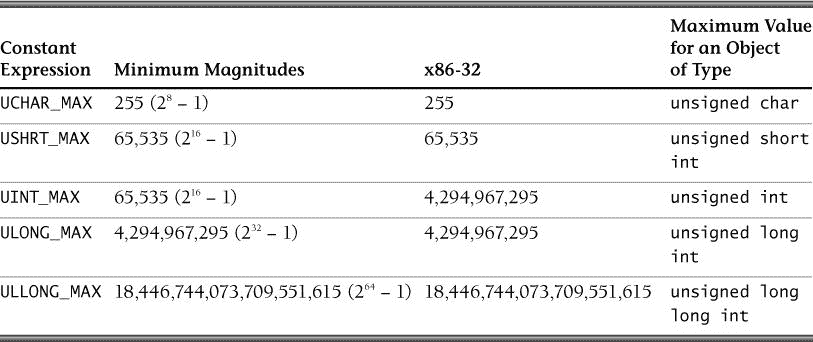 Constant Expression Minimum Magnitudes x86-32 Maximum Value for an Object of Type
UCHAR_MAX 255 (2⁸ – 1) 255 unsigned char
USHRT_MAX 65,535 (2¹⁶ – 1) 65,535 unsigned short
int
UINT_MAX 65,535 (2¹⁶ – 1) 4,294,967,295 unsigned int
ULONG_MAX 4,294,967,295 (2³² – 1) 4,294,967,295 unsigned long
int
ULLONG_MAX 18,446,744,073,709,551,615 (2⁶⁴ – 1) 18,446,744,073,709,551,615 unsigned long
long int